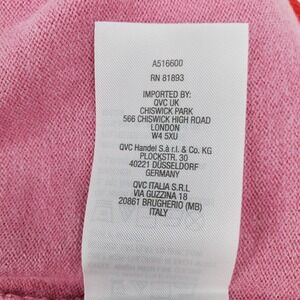 A516600
RN 81893
IMPORTED BY:
QVC UK
CHISWICK PARK
566 CHISWICK HIGH ROAD
LONDON
W4 5XU
QVC Handel S.à r.l. & Co. KG
PLOCKSTR. 30
40221 DÜSSELDORF
GERMANY
QVC ITALIA S.R.L
VIA GUZZINA 18
20861 BRUGHERIO (MB)
ITALY